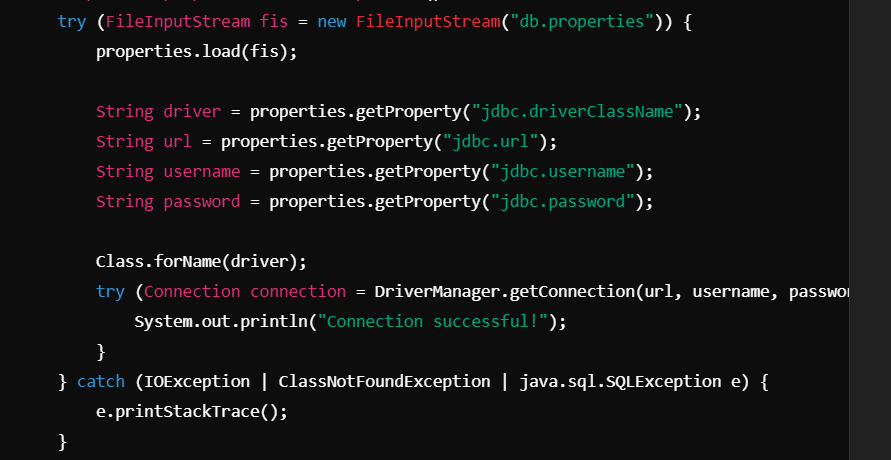 try (FileInputStream fis = new FileInputStream("db.properties")) {
properties.load(fis);
String driver = properties.getProperty("jdbc.driverClassName");
String url = properties.getProperty("jdbc.url");
String username = properties.getProperty("jdbc.username");
String password = properties.getProperty("jdbc.password");
Class.forName(driver);
try (Connection connection = DriverManager.getConnection(url, username,
System.out.println("Connection successful!");
}
} catch (IOException | ClassNotFoundException | java.sql.SQLException e) {
e.printStackTrace();
}